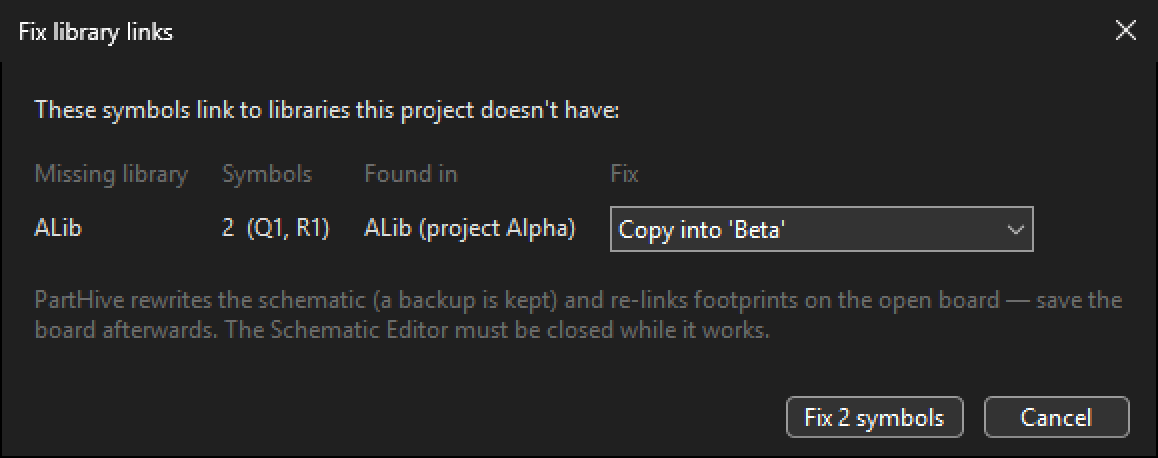 Fix library links
These symbols link to libraries this project doesn't have:
Missing library Symbols Found in Fix
ALib 2 (Q1, R1) ALib (project Alpha) Copy into 'Beta'
PartHive rewrites the schematic (a backup is kept) and re-links footprints on the open board — save the
board afterwards. The Schematic Editor must be closed while it works.
Fix 2 symbols Cancel